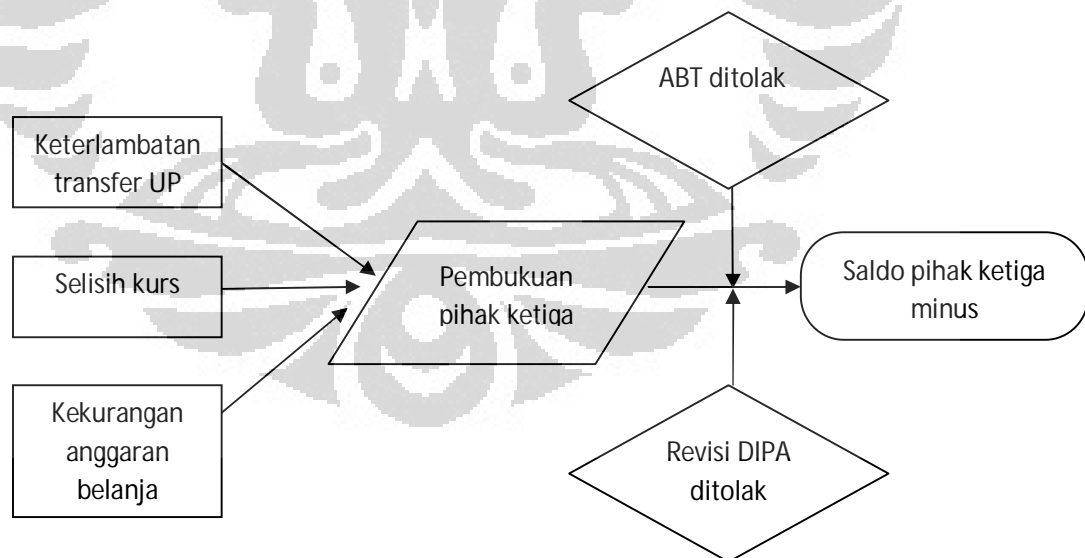 ABT ditolak
Keterlambatan
transfer UP
Selisih kurs
Kekurangan
anggaran
belanja
Pembukuan
pihak ketiga
Saldo pihak ketiga
minus
Revisi DIPA
ditolak